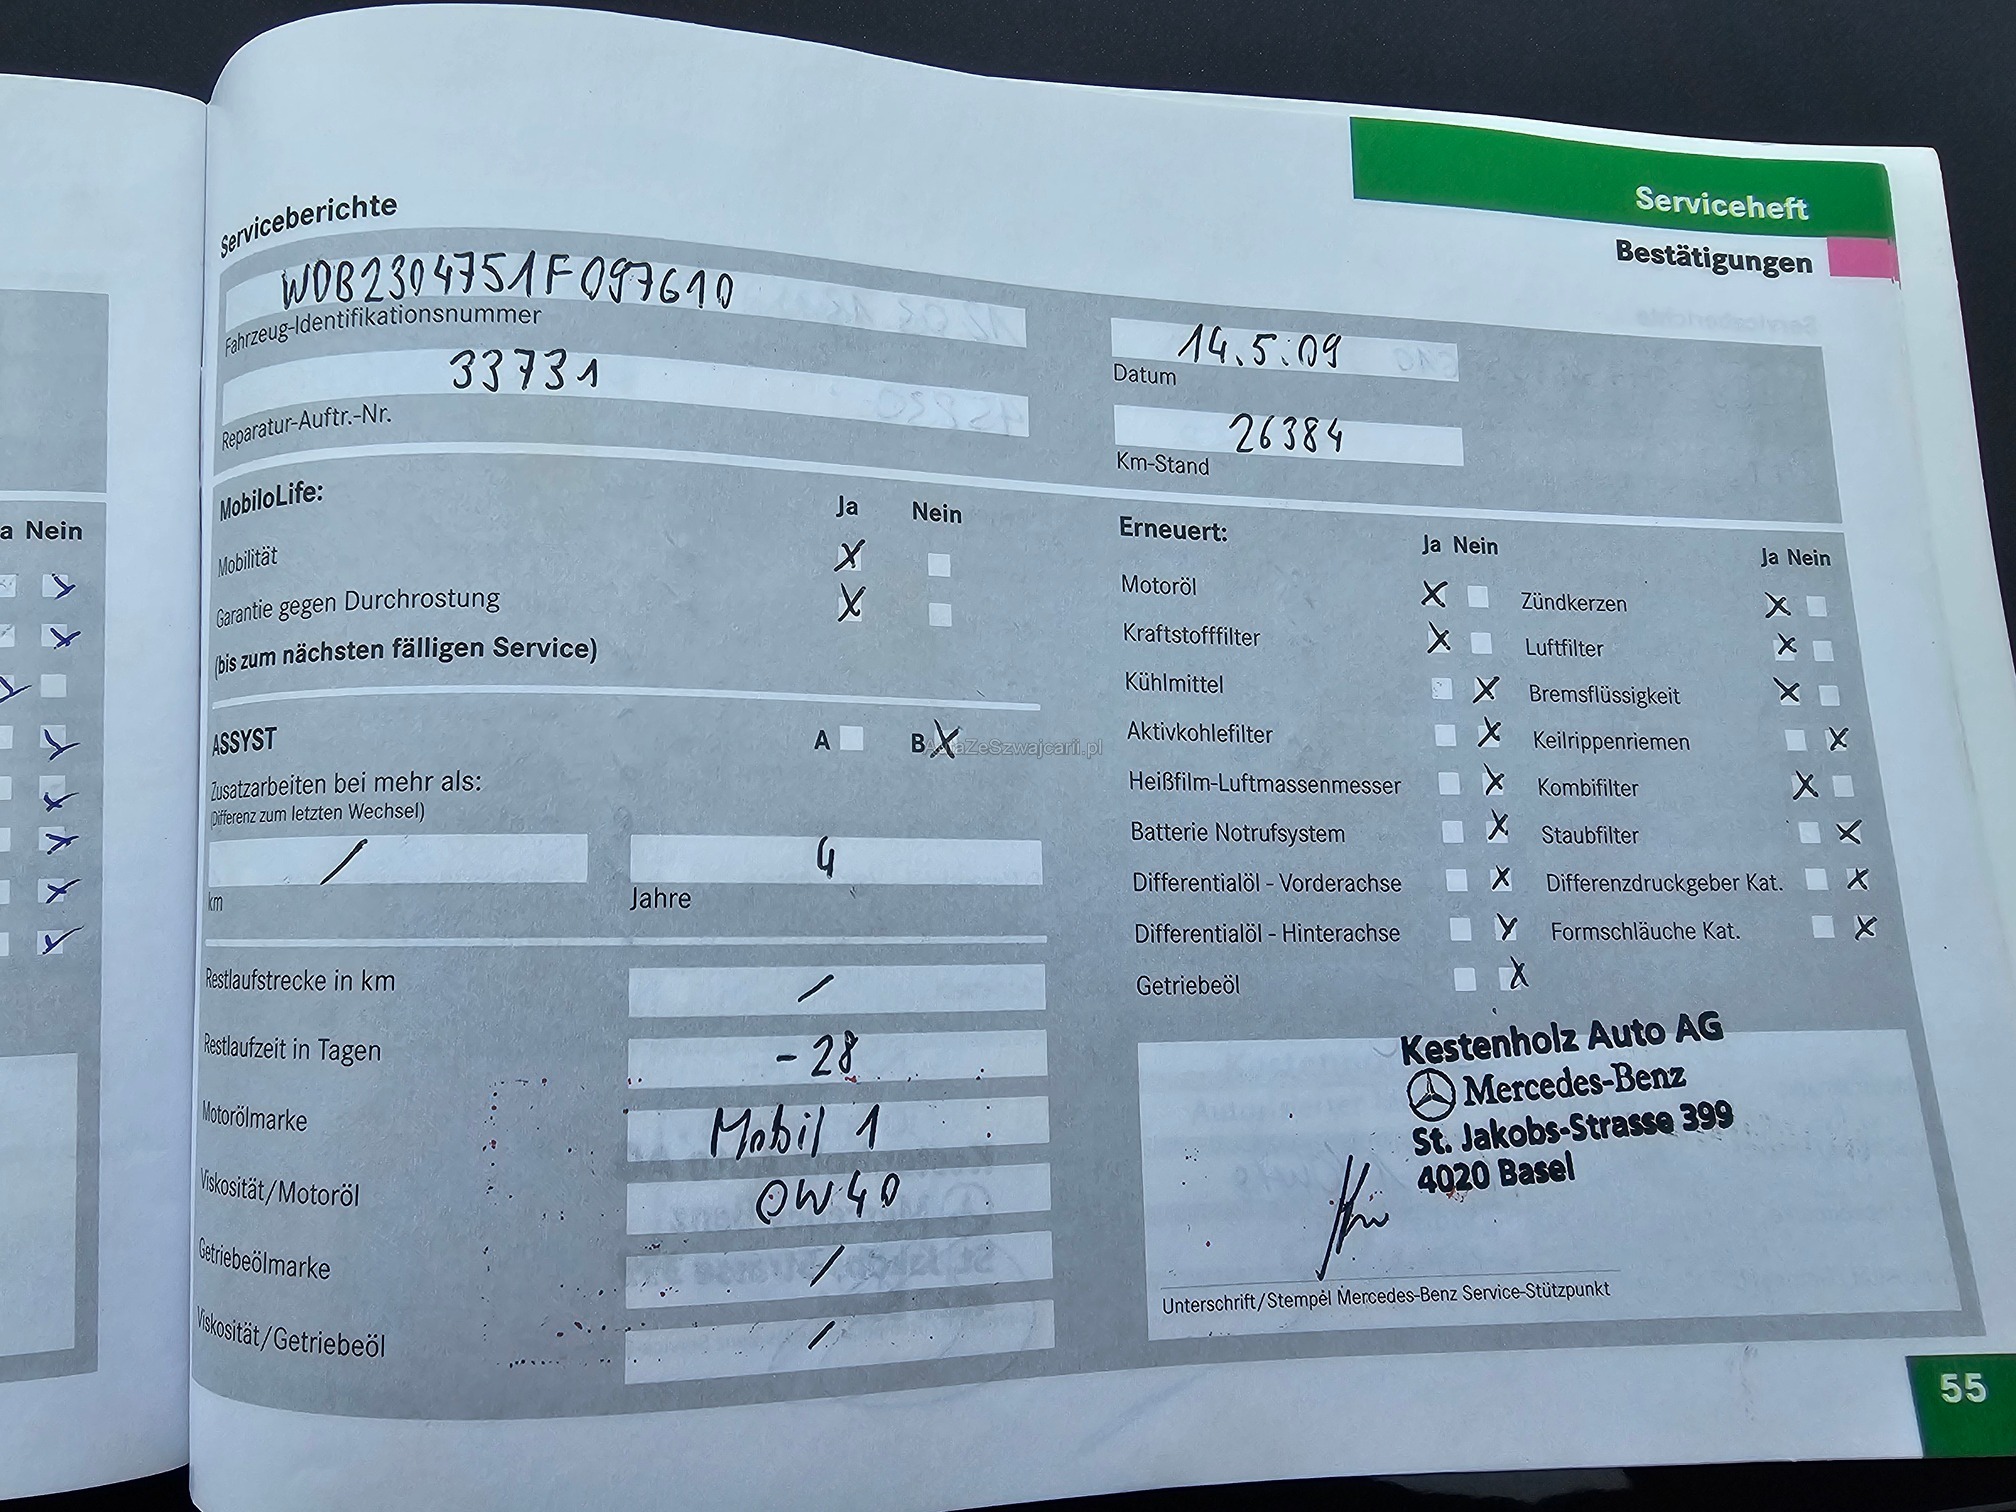 Serviceheft
Bestätigungen
Serviceberichte
WDB2304751F097610
Fahrzeug-Identifikationsnummer
33731
Reparatur-Auftr.-Nr.
14.5.09
Datum
26384
Km-Stand
MobiloLife:
Ja Nein
Mobilität
Garantie gegen Durchrostung
(bis zum nächsten fälligen Service)
ASSYST A B
Zusatzarbeiten bei mehr als:
(Differenz zum letzten Wechsel)
/ 4
km Jahre
Restlaufstrecke in km /
Restlaufzeit in Tagen -28
Motorölmarke Mobil 1
Viskosität/Motoröl 0W40
Getriebeölmarke /
Viskosität/Getriebeöl /
Erneuert: Ja Nein Ja Nein
Motoröl Zündkerzen
Kraftstofffilter Luftfilter
Kühlmittel Bremsflüssigkeit
Aktivkohlefilter Keilrippenriemen
Heißfilm-Luftmassenmesser Kombifilter
Batterie Notrufsystem Staubfilter
Differentialöl - Vorderachse Differenzdruckgeber Kat.
Differentialöl - Hinterachse Formschläuche Kat.
Getriebeöl
Kestenholz Auto AG
Mercedes-Benz
St. Jakobs-Strasse 399
4020 Basel
Unterschrift/Stempel Mercedes-Benz Service-Stützpunkt
55
a Nein
AutaZeSzwajcarii.pl